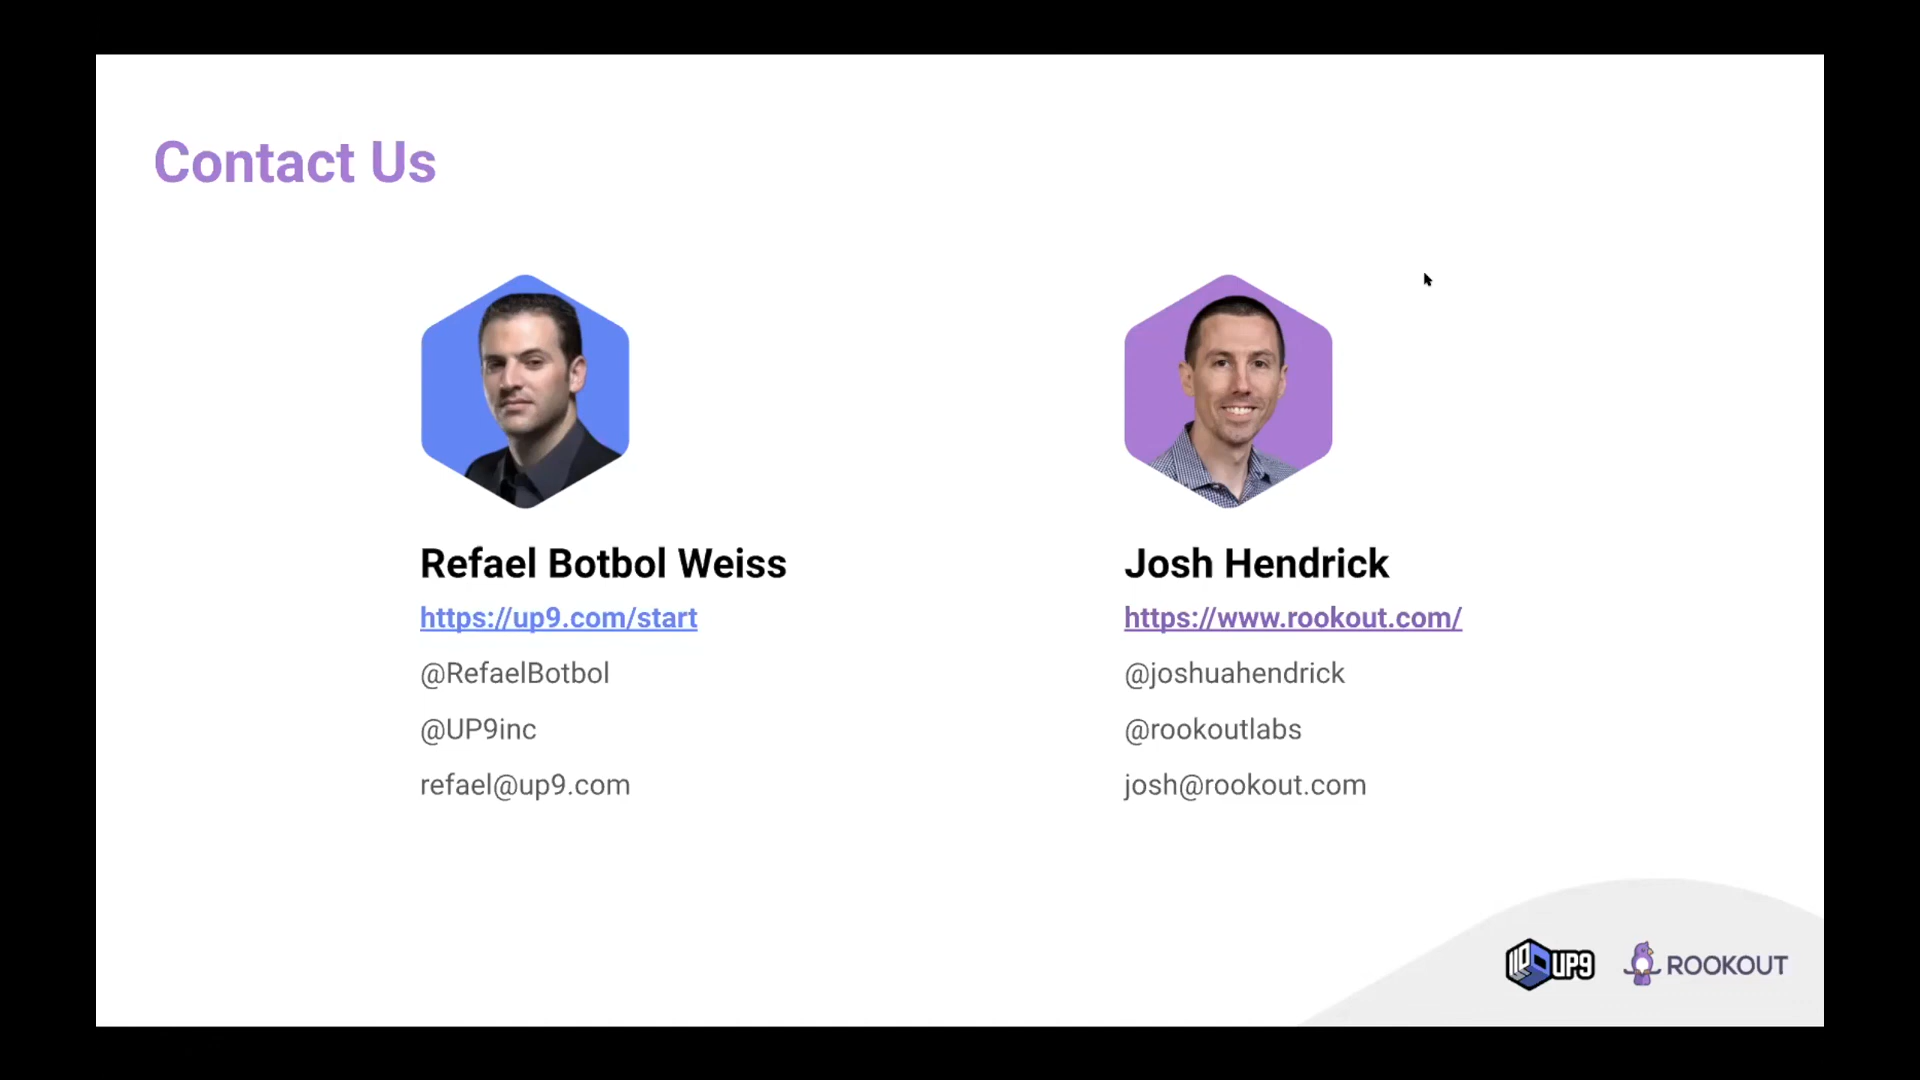 Contact Us
Refael Botbol Weiss
https://up9.com/start
@RefaelBotbol
@UP9inc
refael@up9.com
Josh Hendrick
https://www.rookout.com/
@joshuahendrick
@rookoutlabs
josh@rookout.com
UP9
ROOKOUT